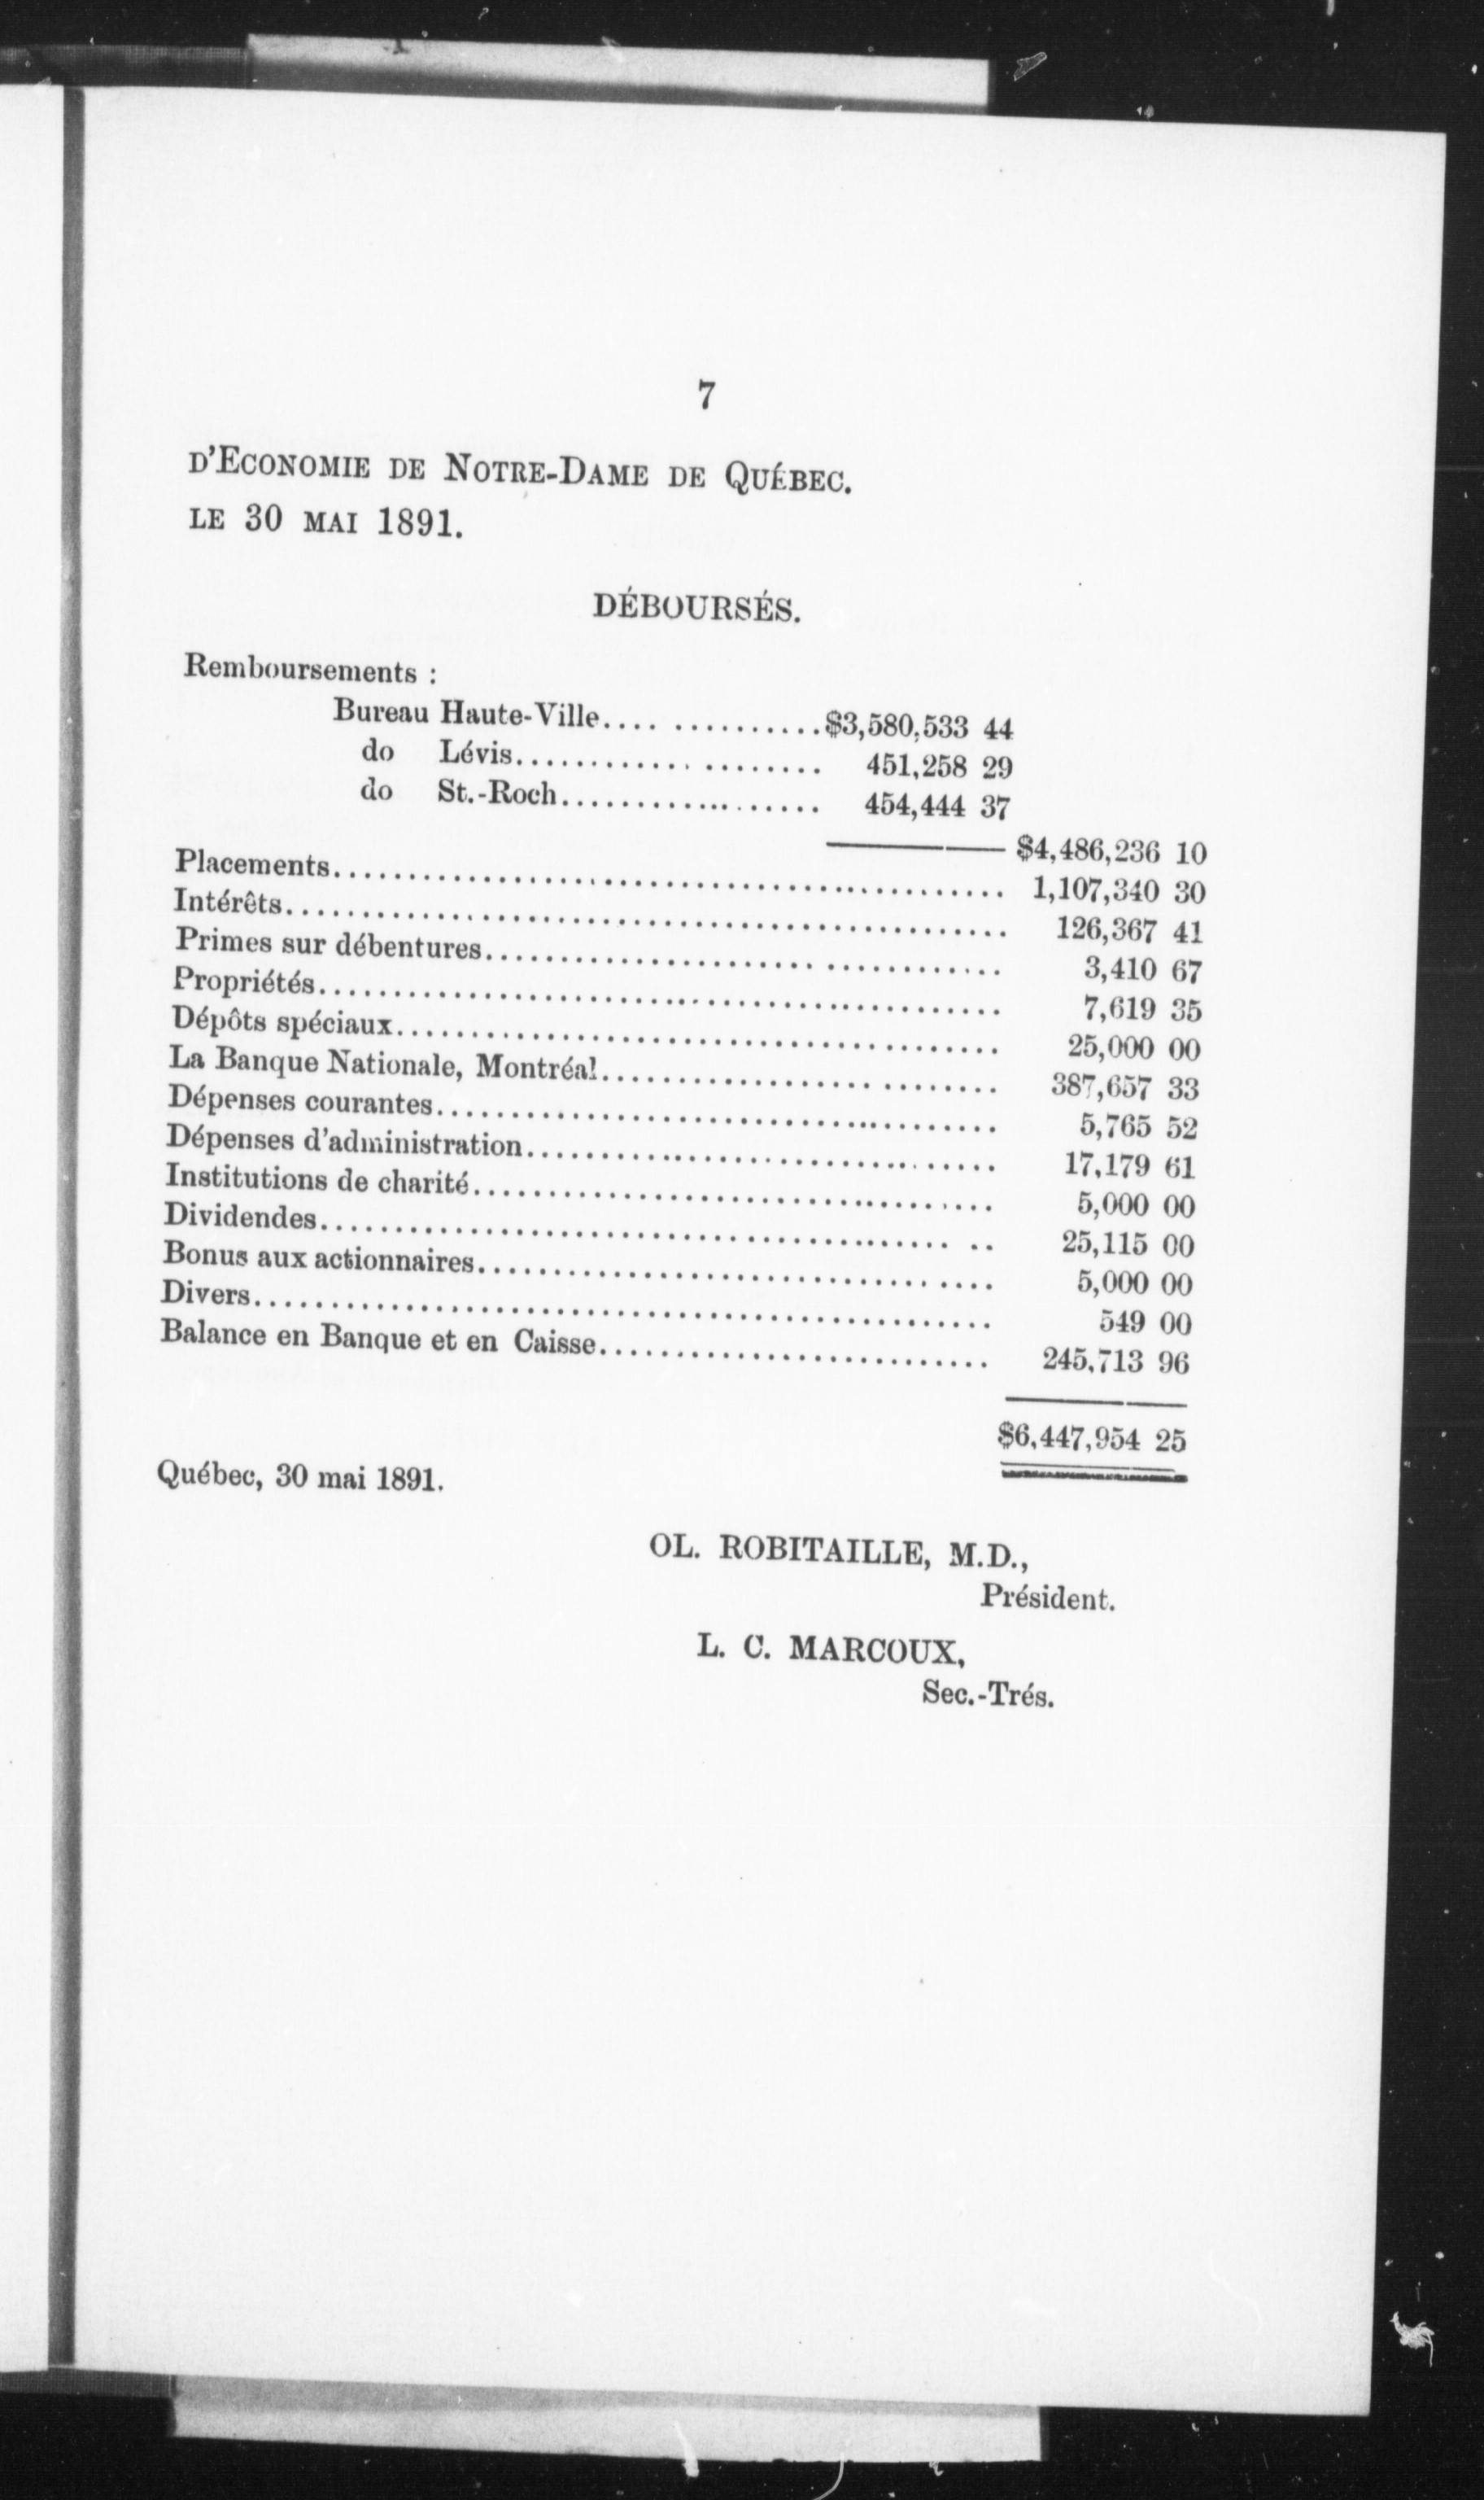 7
D'ECONOMIE DE NOTRE-DAME DE QUÉBEC.
LE 30 MAI 1891.
DÉBOURSÉS.
Remboursements :
Bureau Haute-Ville.... ..........$3,580,533 44
do Lévis..................... 451,258 29
do St.-Roch.................. 454,444 37
$4,486,236 10
Placements............................................. 1,107,340 30
Intérêts................................................ 126,367 41
Primes sur débentures.................................. 3,410 67
Propriétés............................................. 7,619 35
Dépôts spéciaux........................................ 25,000 00
La Banque Nationale, Montréal.......................... 387,657 33
Dépenses courantes..................................... 5,765 52
Dépenses d'administration.............................. 17,179 61
Institutions de charité................................ 5,000 00
Dividendes......................................... .. 25,115 00
Bonus aux actionnaires................................. 5,000 00
Divers................................................. 549 00
Balance en Banque et en Caisse.......................... 245,713 96
$6,447,954 25
Québec, 30 mai 1891.
OL. ROBITAILLE, M.D.,
Président.
L. C. MARCOUX,
Sec.-Trés.